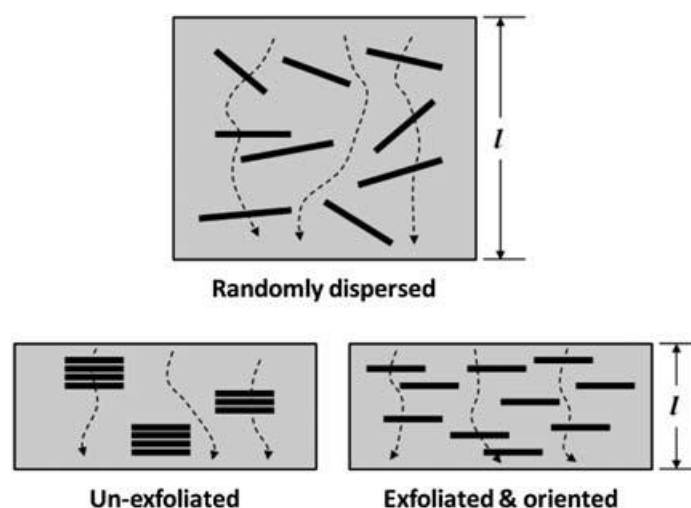 l
Randomly dispersed
l
Un-exfoliated
Exfoliated & oriented